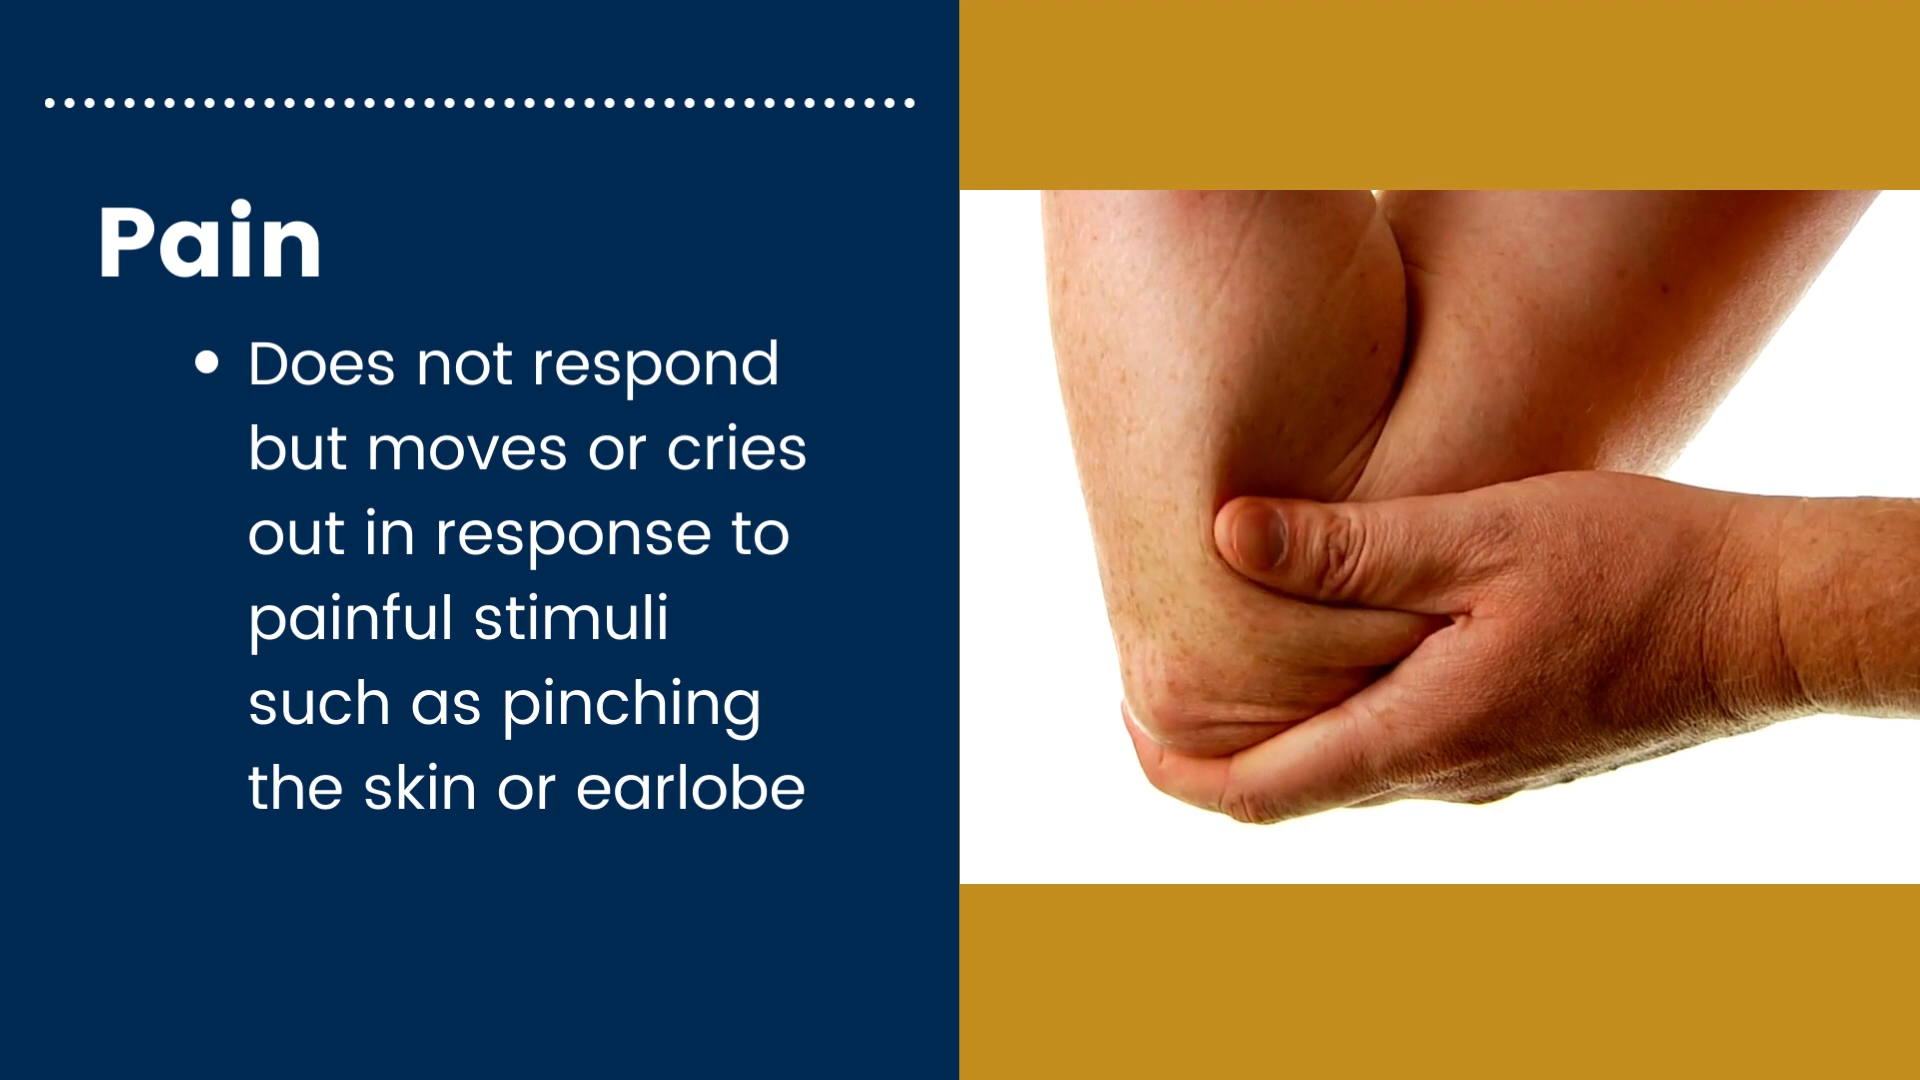 Pain
• Does not respond
but moves or cries
out in response to
painful stimuli
such as pinching
the skin or earlobe